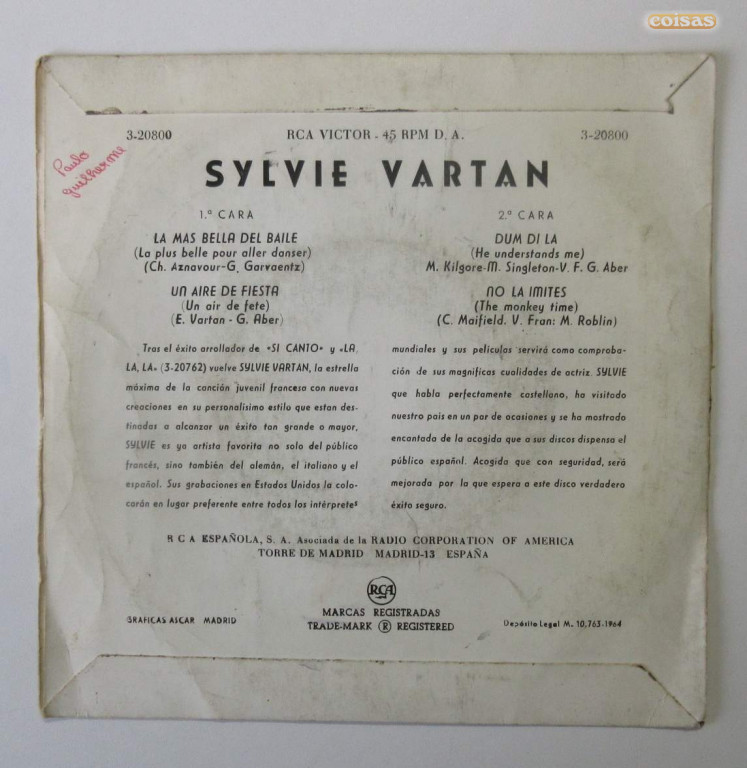 coisas
3-20800 RCA VICTOR - 45 RPM D. A. 3-20800
Paulo
guilherme
SYLVIE VARTAN
1.ª CARA
LA MAS BELLA DEL BAILE
(La plus belle pour aller danser)
(Ch. Aznavour-G. Garvaentz)
UN AIRE DE FIESTA
(Un air de fete)
(E. Vartan - G. Aber)
2.ª CARA
DUM DI LA
(He understands me)
M. Kilgore-M. Singleton-V. F. G. Aber
NO LA IMITES
(The monkey time)
(C. Maifield. V. Fran: M. Roblin)
Tras el éxito arrollador de «SI CANTO» y «LA
LA, LA» (3-20762) vuelve SYLVIE VARTAN, la estrella
máxima de la canción juvenil francesa con nuevas
creaciones en su personalísimo estilo que estan des-
tinadas a alcanzar un éxito tan grande o mayor,
SYLVIE es ya artista favorita no solo del público
francés, sino también del alemán, el italiano y el
español. Sus grabaciones en Estados Unidos la colo-
carán en lugar preferente entre todos los intérpretes
mundiales y sus películas servirá como comproba-
ción de sus magníficas cualidades de actriz. SYLVIE
que habla perfectamente castellano, ha visitado
nuestro pais en un par de ocasiones y se ha mostrado
encantada de la acogida que a sus discos dispensa el
público español. Acogida que con seguridad, será
mejorada por la que espera a este disco verdadero
éxito seguro.
RCA ESPAÑOLA, S. A. Asociada de la RADIO CORPORATION OF AMERICA
TORRE DE MADRID MADRID-13 ESPAÑA
RCA
MARCAS REGISTRADAS
TRADE-MARK ® REGISTERED
GRAFICAS ASCAR MADRID
Depósito Legal M. 10,763-1964